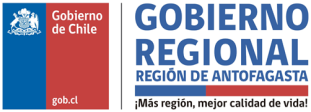 Gobierno
de Chile
gob.cl
GOBIERNO
REGIONAL
REGIÓN DE ANTOFAGASTA
¡Más región, mejor calidad de vida!